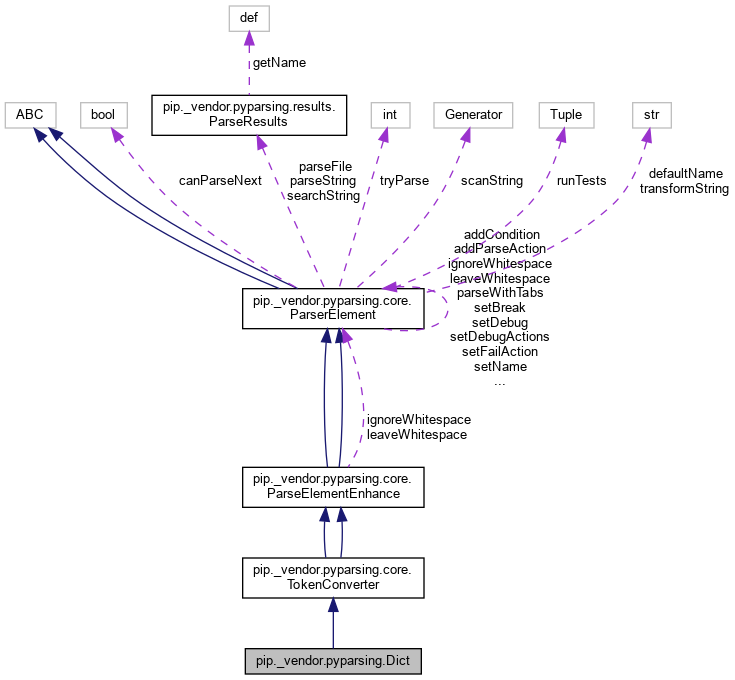 def
getName
ABC
bool
pip._vendor.pyparsing.results.
ParseResults
int
Generator
Tuple
str
canParseNext
parseFile
parseString
searchString
tryParse
scanString
runTests
defaultName
transformString
addCondition
addParseAction
ignoreWhitespace
leaveWhitespace
parseWithTabs
setBreak
setDebug
setDebugActions
setFailAction
setName
...
pip._vendor.pyparsing.core.
ParserElement
ignoreWhitespace
leaveWhitespace
pip._vendor.pyparsing.core.
ParseElementEnhance
pip._vendor.pyparsing.core.
TokenConverter
pip._vendor.pyparsing.Dict